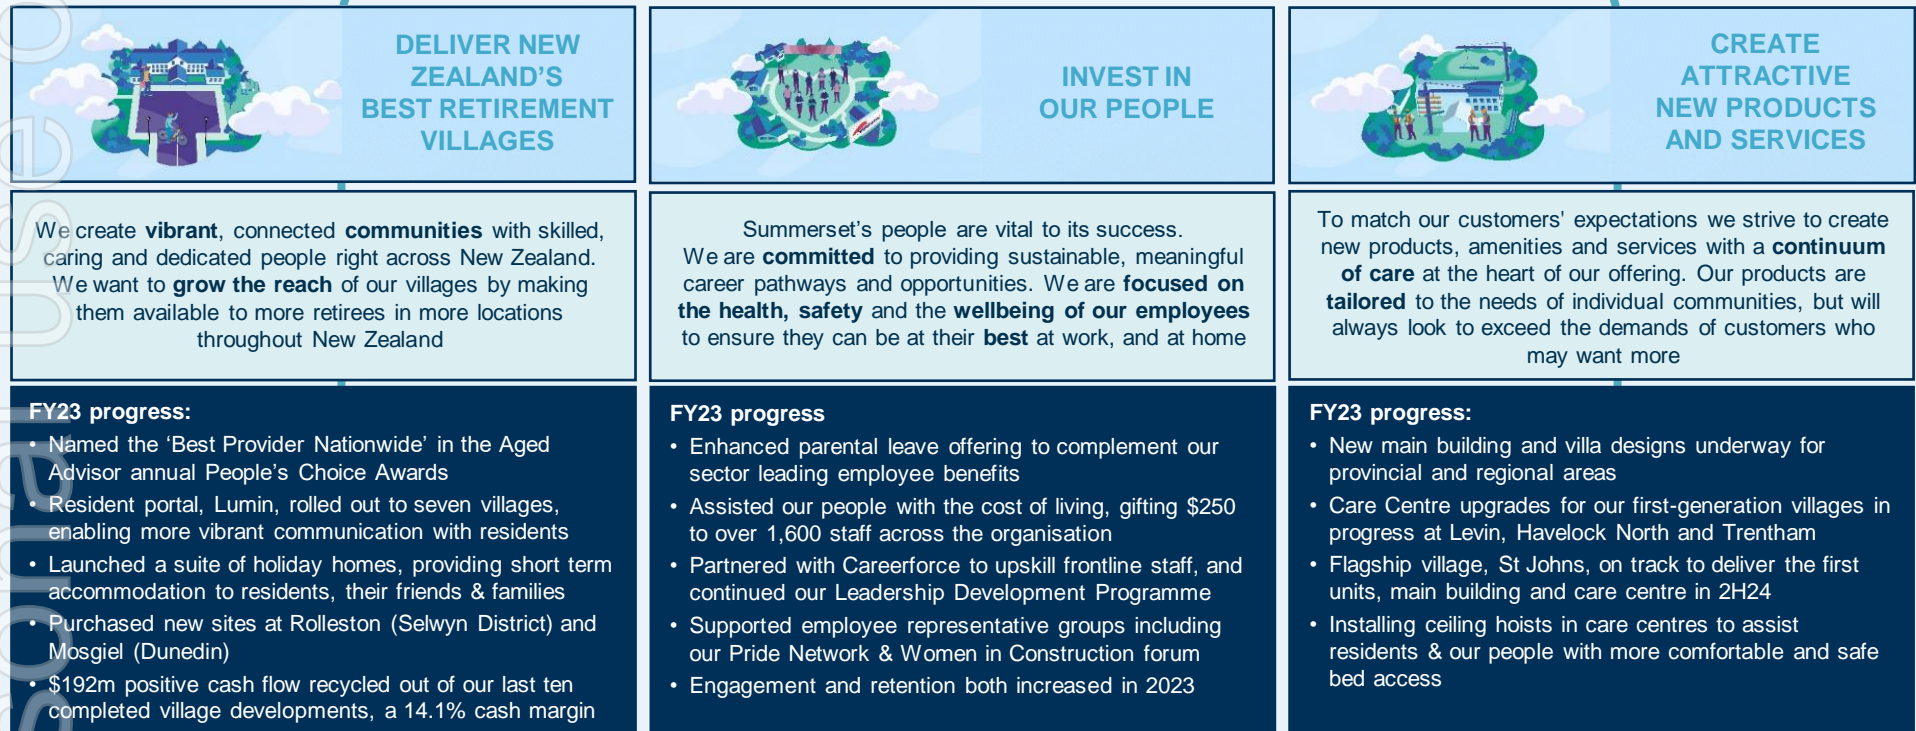 DELIVER NEW
ZEALAND'S
BEST RETIREMENT
VILLAGES
We create vibrant, connected communities with skilled,
caring and dedicated people right across New Zealand.
We want to grow the reach of our villages by making
them available to more retirees in more locations
throughout New Zealand
FY23 progress:
• Named the ‘Best Provider Nationwide’ in the Aged
Advisor annual People’s Choice Awards
• Resident portal, Lumin, rolled out to seven villages,
enabling more vibrant communication with residents
• Launched a suite of holiday homes, providing short term
accommodation to residents, their friends & families
• Purchased new sites at Rolleston (Selwyn District) and
Mosgiel (Dunedin)
• $192m positive cash flow recycled out of our last ten
completed village developments, a 14.1% cash margin
INVEST IN
OUR PEOPLE
Summerset’s people are vital to its success.
We are committed to providing sustainable, meaningful
career pathways and opportunities. We are focused on
the health, safety and the wellbeing of our employees
to ensure they can be at their best at work, and at home
FY23 progress
• Enhanced parental leave offering to complement our
sector leading employee benefits
• Assisted our people with the cost of living, gifting $250
to over 1,600 staff across the organisation
• Partnered with Careerforce to upskill frontline staff, and
continued our Leadership Development Programme
• Supported employee representative groups including
our Pride Network & Women in Construction forum
• Engagement and retention both increased in 2023
CREATE
ATTRACTIVE
NEW PRODUCTS
AND SERVICES
To match our customers' expectations we strive to create
new products, amenities and services with a continuum
of care at the heart of our offering. Our products are
tailored to the needs of individual communities, but will
always look to exceed the demands of customers who
may want more
FY23 progress:
• New main building and villa designs underway for
provincial and regional areas
• Care Centre upgrades for our first-generation villages in
progress at Levin, Havelock North and Trentham
• Flagship village, St Johns, on track to deliver the first
units, main building and care centre in 2H24
• Installing ceiling hoists in care centres to assist
residents & our people with more comfortable and safe
bed access